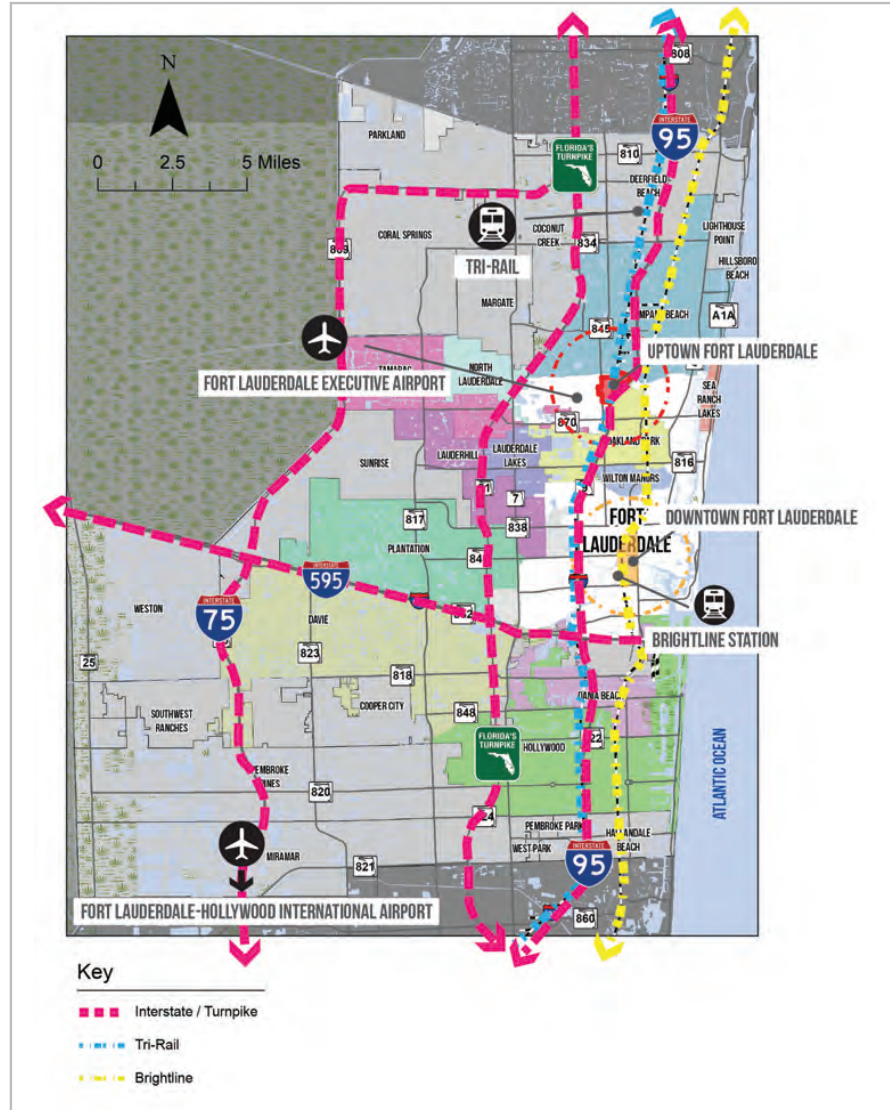 N
0 2.5 5 Miles
808
INTERSTATE
95
PARKLAND
FLORIDA'S
TURNPIKE
810
DEERFIELD
BEACH
869
CORAL SPRINGS
COCONUT
CREEK
834
LIGHTHOUSE
POINT
HILLSBORO
BEACH
TRI-RAIL
MARGATE
A1A
845
MPANO BEACH
UPTOWN FORT LAUDERDALE
TAMARAC
NORTH
LAUDERDALE
FORT LAUDERDALE EXECUTIVE AIRPORT
SEA
RANCH
LAKES
870
OAKLAND PARK
LAUDERHILL
LAUDERDALE
LAKES
816
SUNRISE
WILTON MANORS
7
817
838
FORT
LAUDERDALE
DOWNTOWN FORT LAUDERDALE
PLANTATION
84
INTERSTATE
595
INTERSTATE
75
WESTON
DAVIE
BRIGHTLINE STATION
25
823
818
DANIA BEACH
COOPER CITY
848
SOUTHWEST
RANCHES
FLORIDA'S
TURNPIKE
HOLLYWOOD
22
ATLANTIC OCEAN
PEMBROKE
PINES
820
24
PEMBROKE PARK
HALLANDALE
BEACH
WEST PARK
MIRAMAR
821
INTERSTATE
95
FORT LAUDERDALE-HOLLYWOOD INTERNATIONAL AIRPORT
860
Key
Interstate / Turnpike
Tri-Rail
Brightline